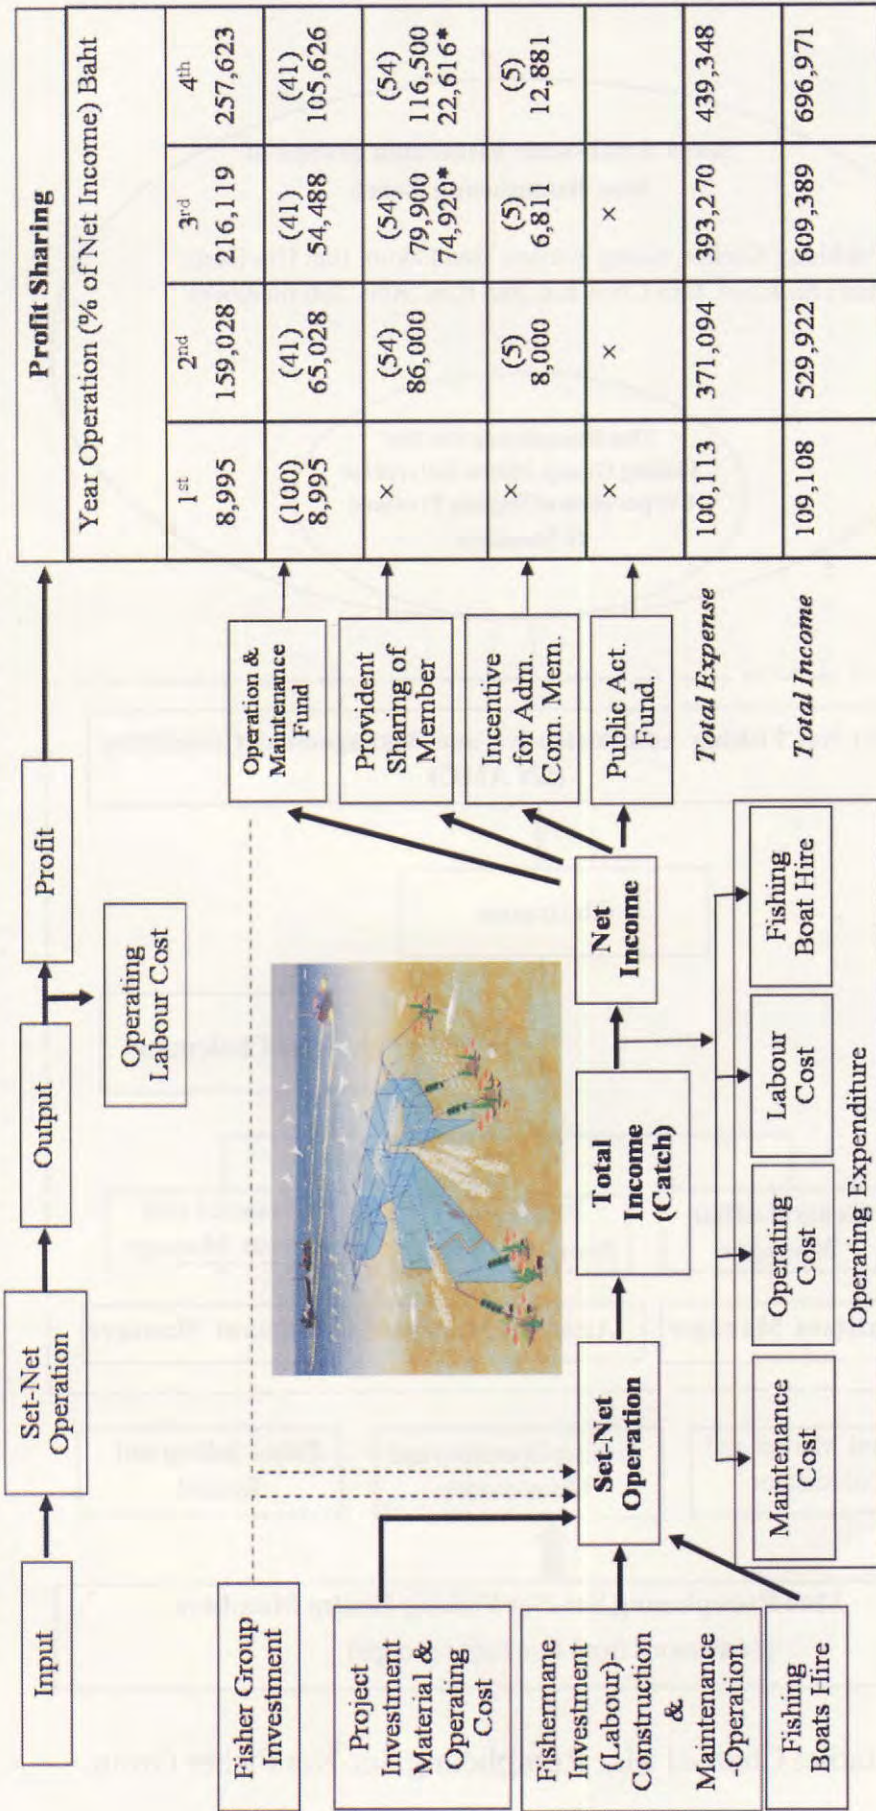 Input
Set-Net
Operation
Output
Operating
Labour Cost
Profit
Profit Sharing
Year Operation (% of Net Income) Baht
1st 2nd 3rd 4th
8,995 159,028 216,119 257,623
(100) (41) (41) (41)
8,995 65,028 54,488 105,626
× (54) (54) (54)
86,000 79,900 116,500
74,920* 22,616*
× (5) (5) (5)
8,000 6,811 12,881
× × ×
100,113 371,094 393,270 439,348
109,108 529,922 609,389 696,971
Operation &
Maintenance
Fund
Provident
Sharing of
Member
Incentive
for Adm.
Com. Mem.
Public Act.
Fund.
Total Expense
Total Income
Fisher Group
Investment
Project
Investment
Material &
Operating
Cost
Fishermane
Investment
(Labour)-
Custruction
&
Maintenance
-Operation
Fishing
Boats Hire
Set-Net
Operation
Total
Income
(Catch)
Net
Income
Maintenance
Cost
Operating
Cost
Labour
Cost
Fishing
Boat Hire
Operating Expenditure